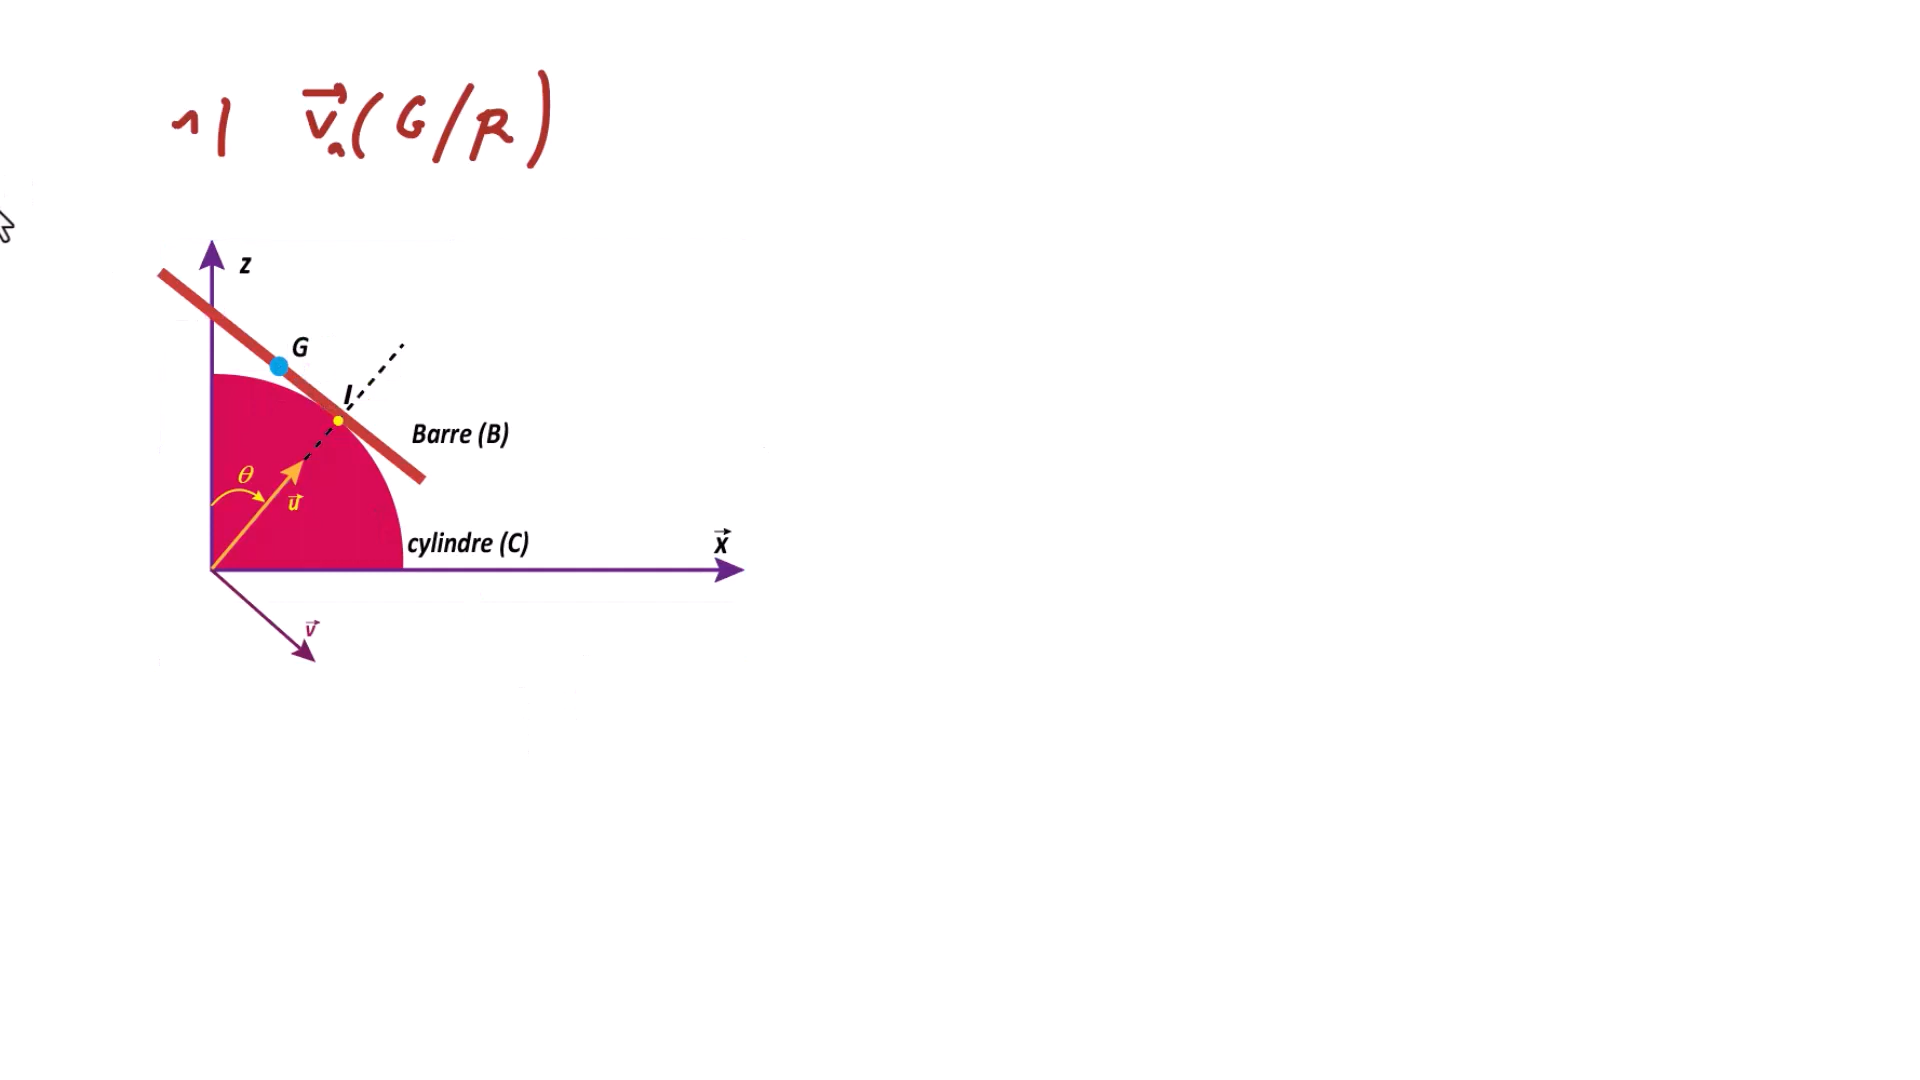 1) v⃗ₐ(G/R)
z
G
I
Barre (B)
θ
u⃗
cylindre (C)
x⃗
v⃗